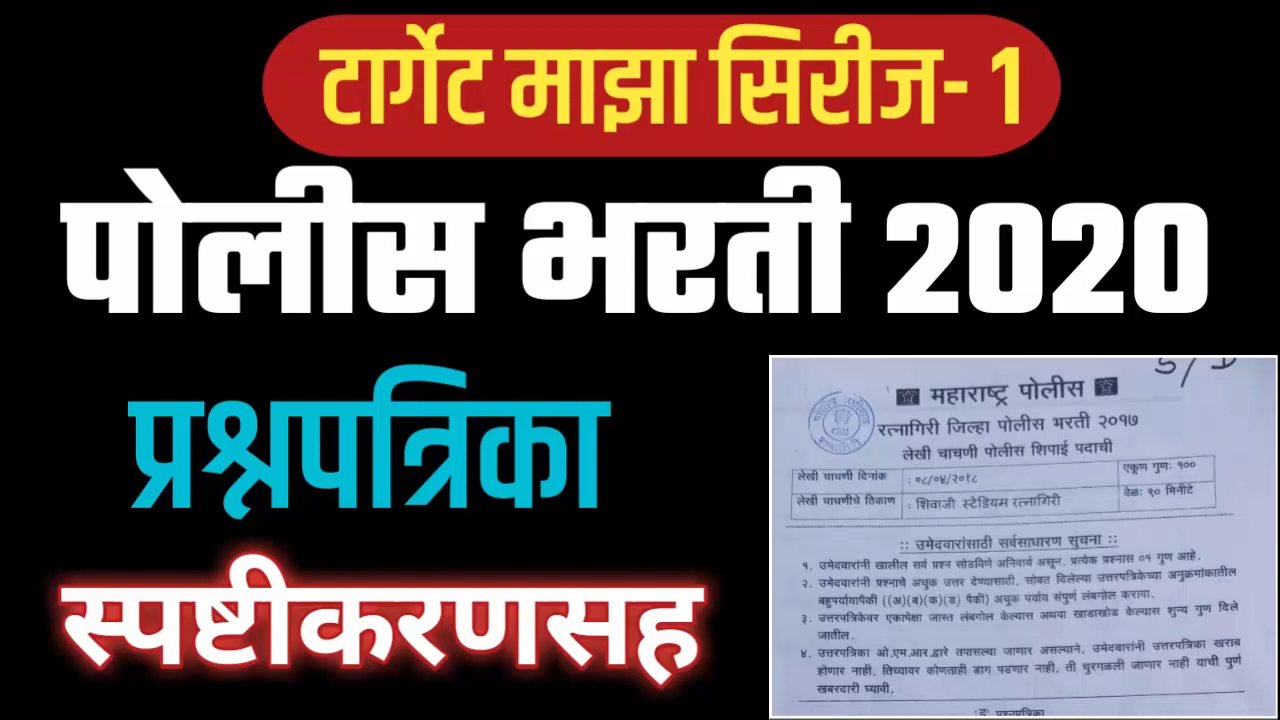 टार्गेट माझा सिरीज- 1
पोलीस भरती 2020
प्रश्नपत्रिका
स्पष्टीकरणसह
महाराष्ट्र पोलीस
रत्नागिरी जिल्हा पोलीस भरती २०१७
लेखी चाचणी पोलीस शिपाई पदाची
लेखी चाचणी दिनांक : ०८/०४/२०१८ एकूण गुण: १००
लेखी चाचणीचे ठिकाण : शिवाजी स्टेडियम रत्नागिरी वेळ: ९० मिनीटे
:: उमेदवारांसाठी सर्वसाधारण सुचना ::
१. उमेदवारांनी खालील सर्व प्रश्न सोडविणे अनिवार्य असून, प्रत्येक प्रश्नास ०१ गुण आहे.
२. उमेदवारांनी प्रश्नाचे अचुक उत्तर देण्यासाठी, सोबत दिलेल्या उत्तरपत्रिकेच्या अनुक्रमांकातील
बहुपर्यायापैकी ((अ)(ब)(क)(ड) पैकी) अचुक पर्याय संपुर्ण लंबगोल करावा.
३. उत्तरपत्रिकेवर एकापेक्षा जास्त लंबगोल केल्यास अथवा खाडाखोड केल्यास शुन्य गुण दिले
जातील.
४. उत्तरपत्रिका ओ.एम.आर.द्वारे तपासल्या जाणार असल्याने, उमेदवारांनी उत्तरपत्रिका खराब
होणार नाही, तिच्यावर कोणताही डाग पडणार नाही, ती चुरगळली जाणार नाही याची पुर्ण
खबरदारी घ्यावी.